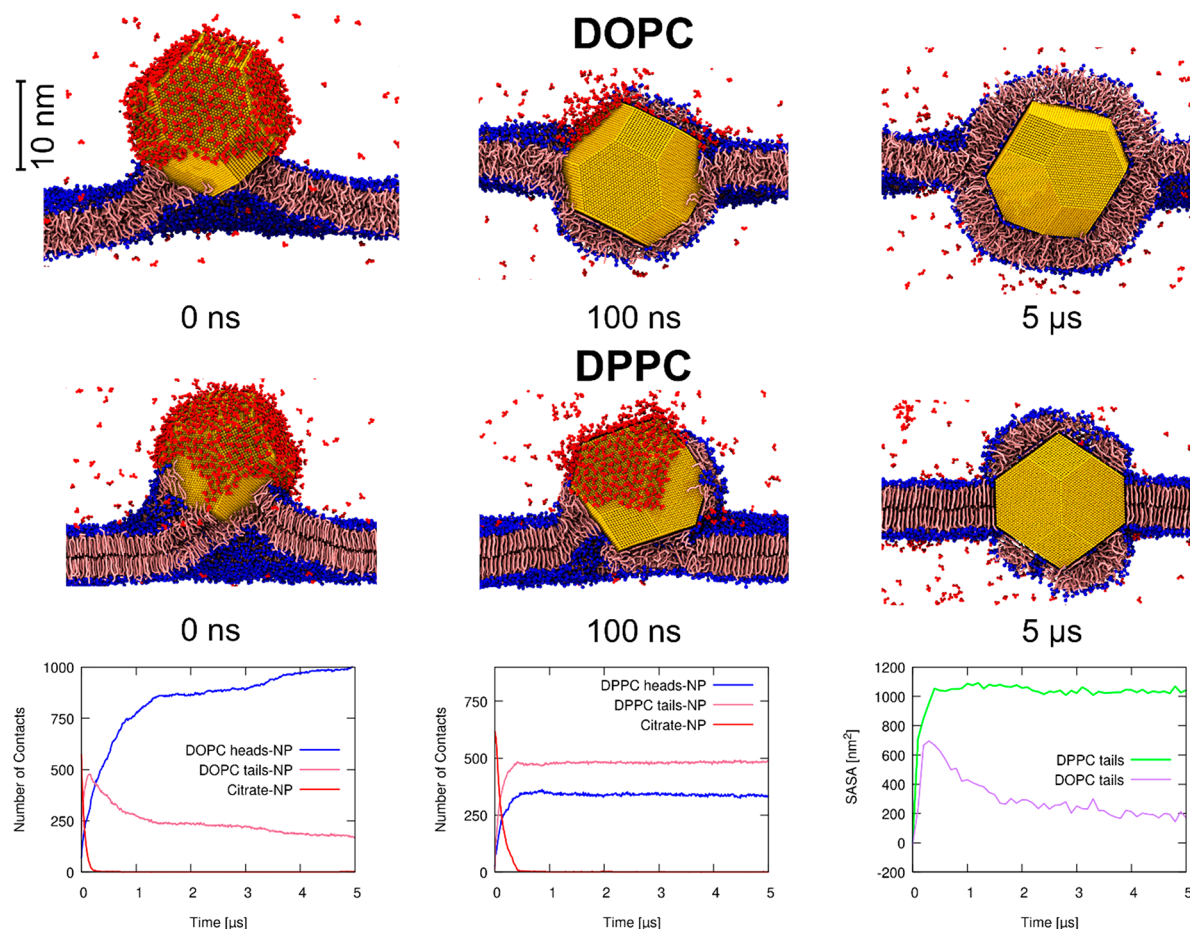 DOPC
10 nm
0 ns
100 ns
5 µs
DPPC
0 ns
100 ns
5 µs
1000
750
500
250
0
Number of Contacts
DOPC heads-NP
DOPC tails-NP
Citrate-NP
0 1 2 3 4 5
Time [µs]
750
500
250
0
Number of Contacts
DPPC heads-NP
DPPC tails-NP
Citrate-NP
0 1 2 3 4 5
Time [µs]
1200
1000
800
600
400
200
0
-200
SASA [nm²]
DPPC tails
DOPC tails
0 1 2 3 4 5
Time [µs]